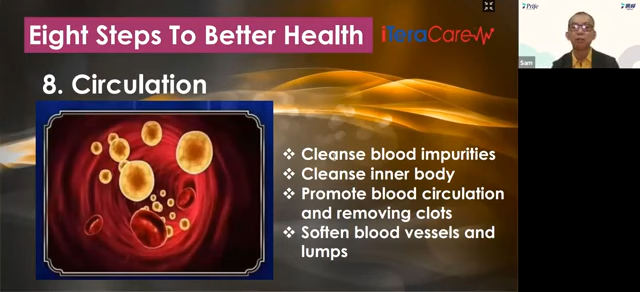 Eight Steps To Better Health
iTeraCare
8. Circulation
❖ Cleanse blood impurities
❖ Cleanse inner body
❖ Promote blood circulation
and removing clots
❖ Soften blood vessels and
lumps
Prife
Sam